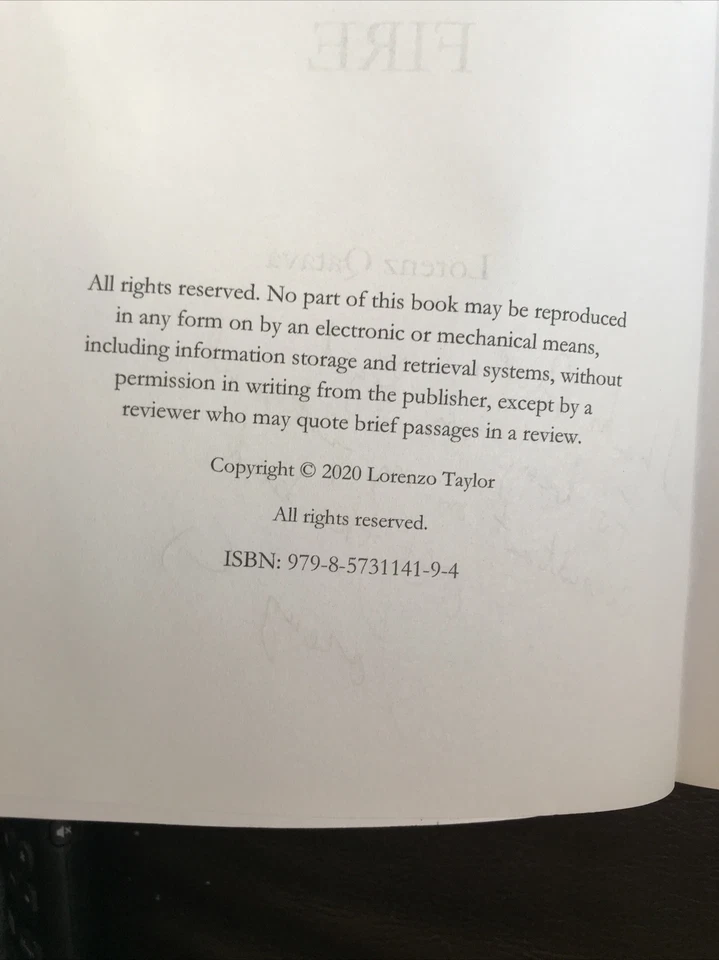 FIRE
Lorenz Qatava
All rights reserved. No part of this book may be reproduced
in any form on by an electronic or mechanical means,
including information storage and retrieval systems, without
permission in writing from the publisher, except by a
reviewer who may quote brief passages in a review.
Copyright © 2020 Lorenzo Taylor
All rights reserved.
ISBN: 979-8-5731141-9-4